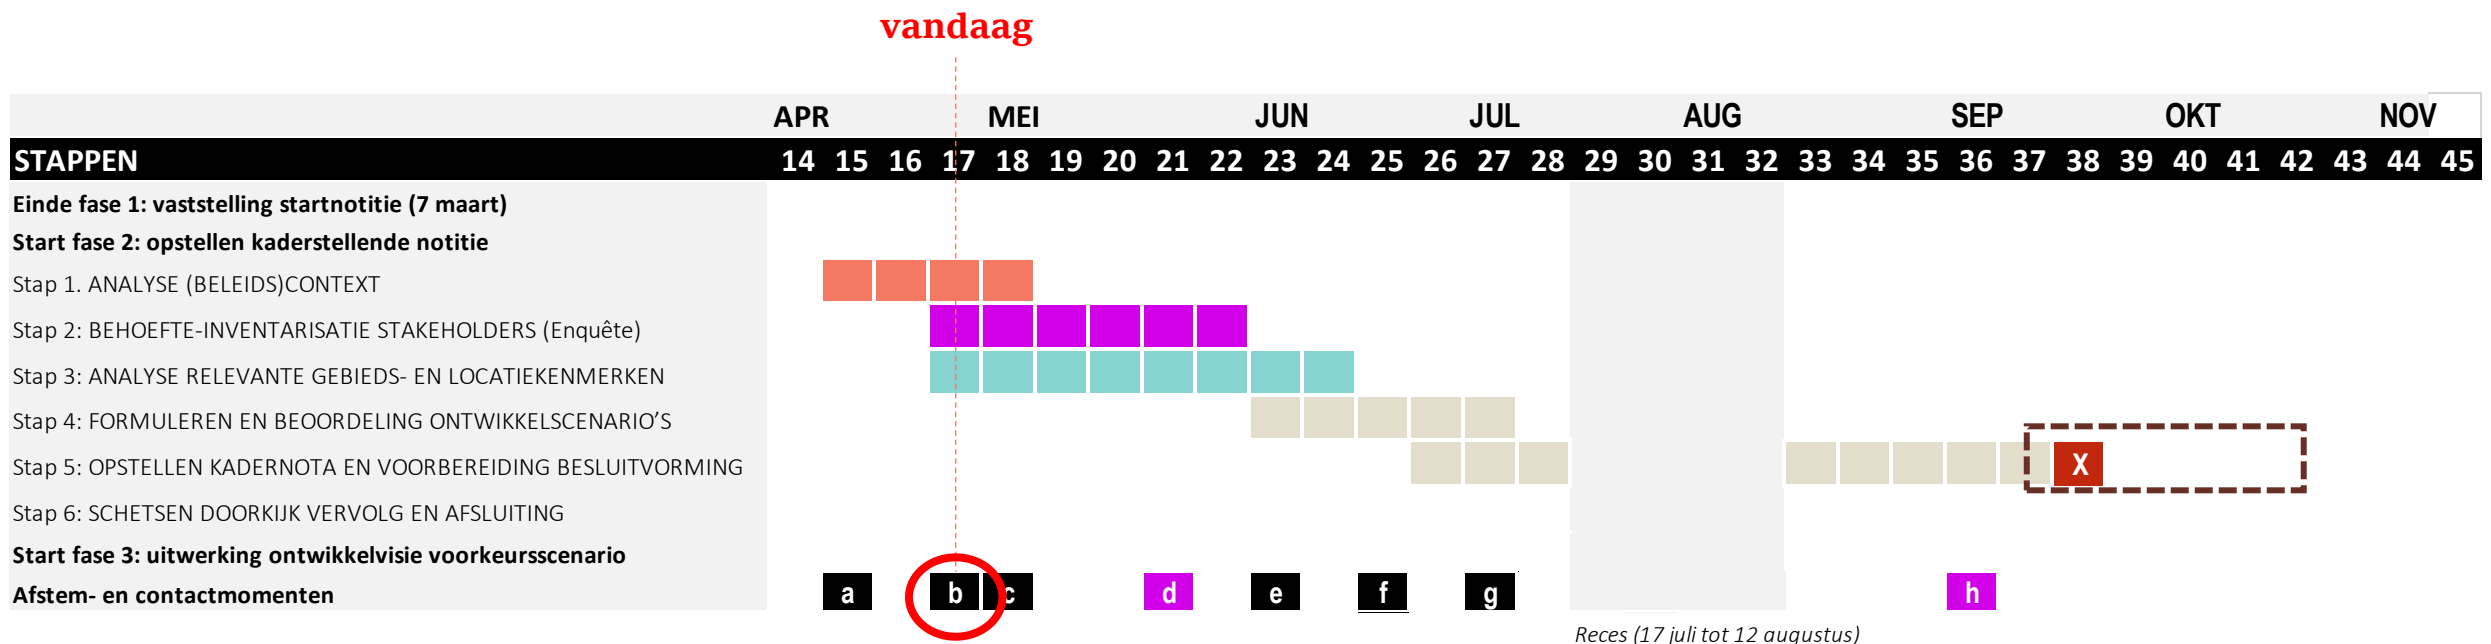 vandaag
APR MEI JUN JUL AUG SEP OKT NOV
STAPPEN 14 15 16 17 18 19 20 21 22 23 24 25 26 27 28 29 30 31 32 33 34 35 36 37 38 39 40 41 42 43 44 45
Einde fase 1: vaststelling startnotitie (7 maart)
Start fase 2: opstellen kaderstellende notitie
Stap 1. ANALYSE (BELEIDS)CONTEXT
Stap 2: BEHOEFTE-INVENTARISATIE STAKEHOLDERS (Enquête)
Stap 3: ANALYSE RELEVANTE GEBIEDS- EN LOCATIEKENMERKEN
Stap 4: FORMULEREN EN BEOORDELING ONTWIKKELSCENARIO’S
Stap 5: OPSTELLEN KADERNOTA EN VOORBEREIDING BESLUITVORMING X
Stap 6: SCHETSEN DOORKIJK VERVOLG EN AFSLUITING
Start fase 3: uitwerking ontwikkelvisie voorkeursscenario
Afstem- en contactmomenten a b c d e f g h
Reces (17 juli tot 12 augustus)